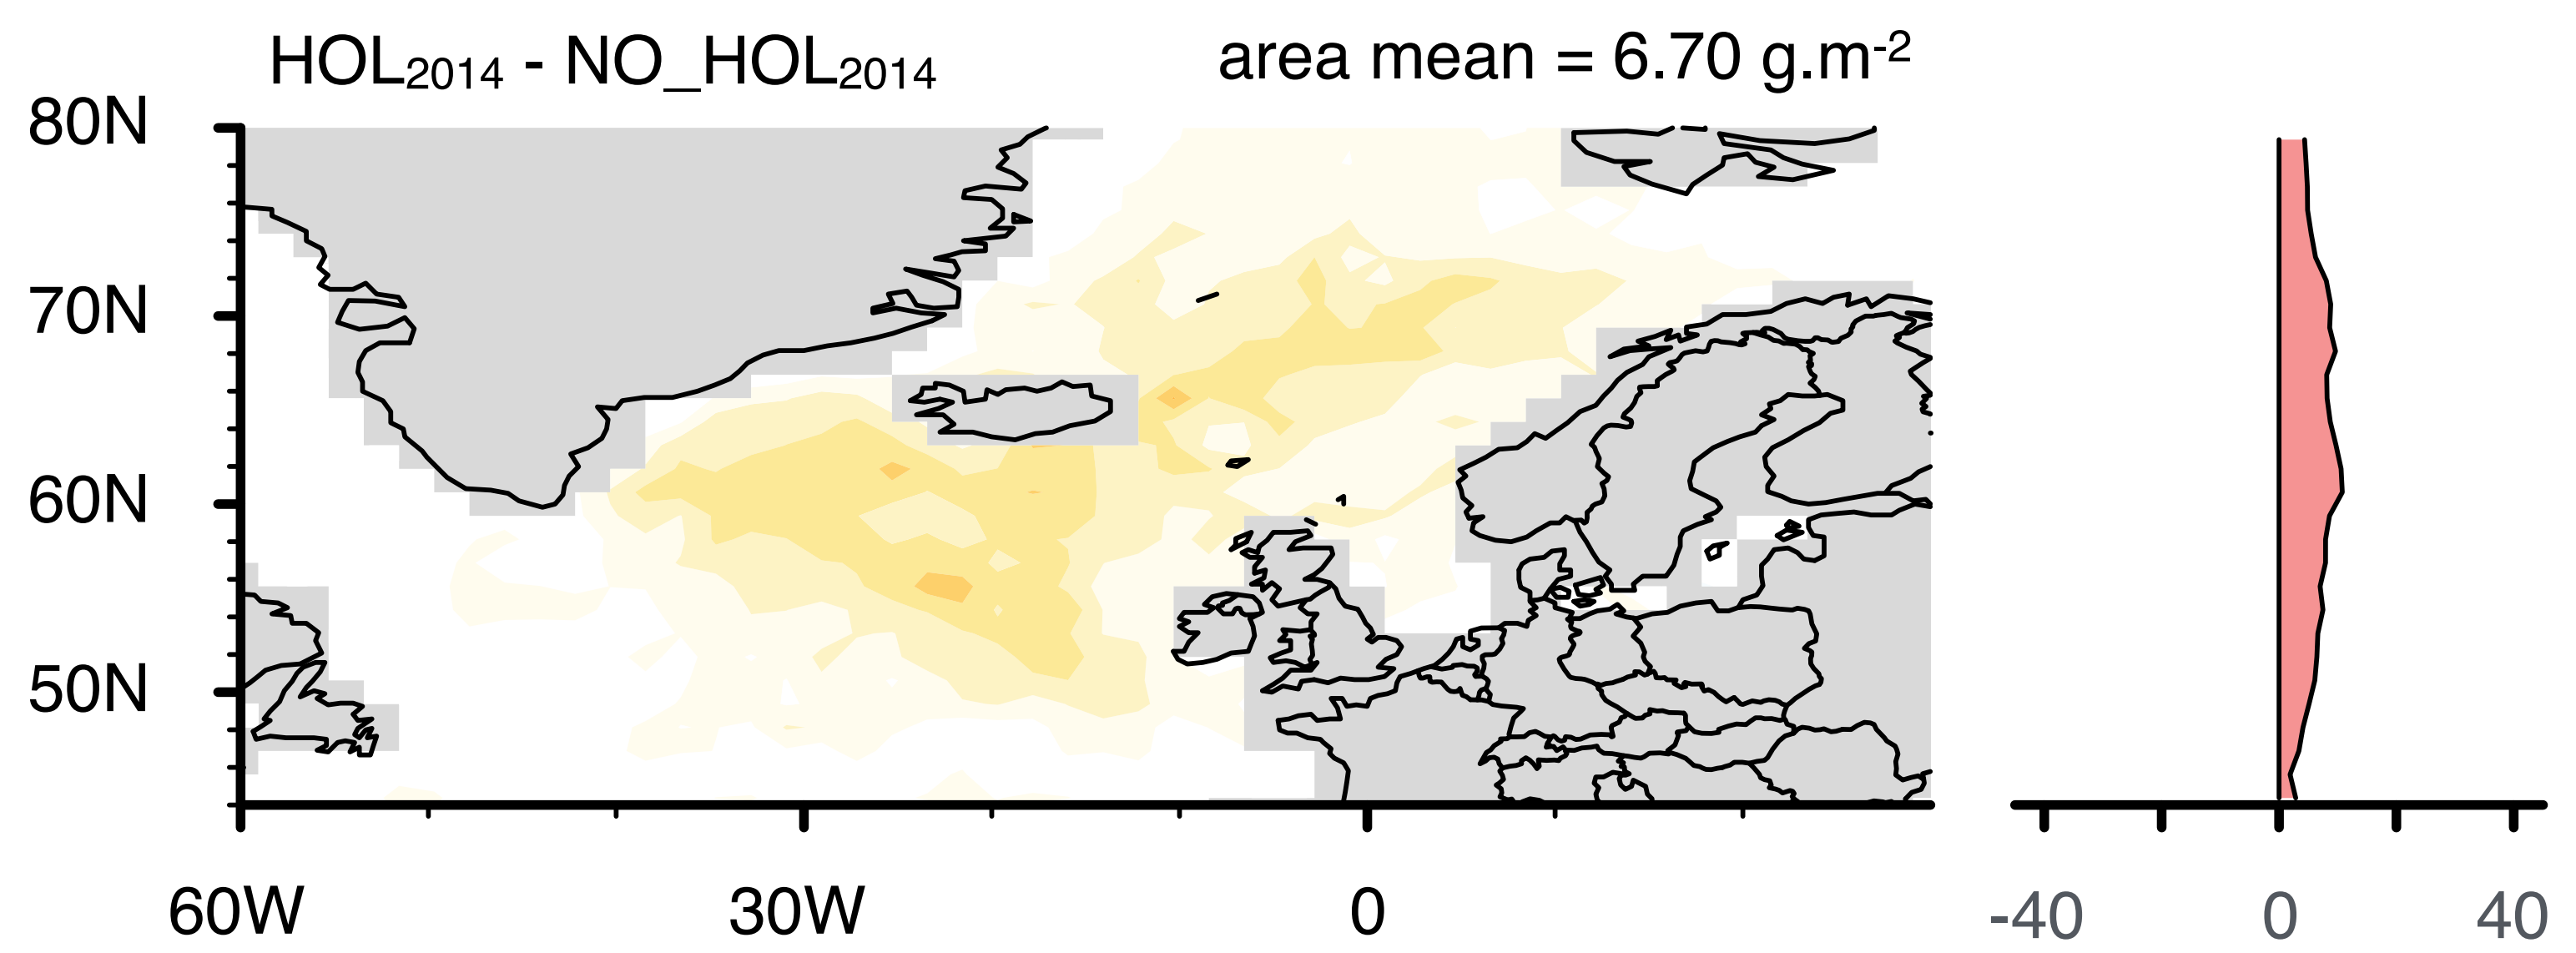 HOL2014 - NO_HOL2014
area mean = 6.70 g.m-2
80N
70N
60N
50N
60W 30W 0
-40 0 40